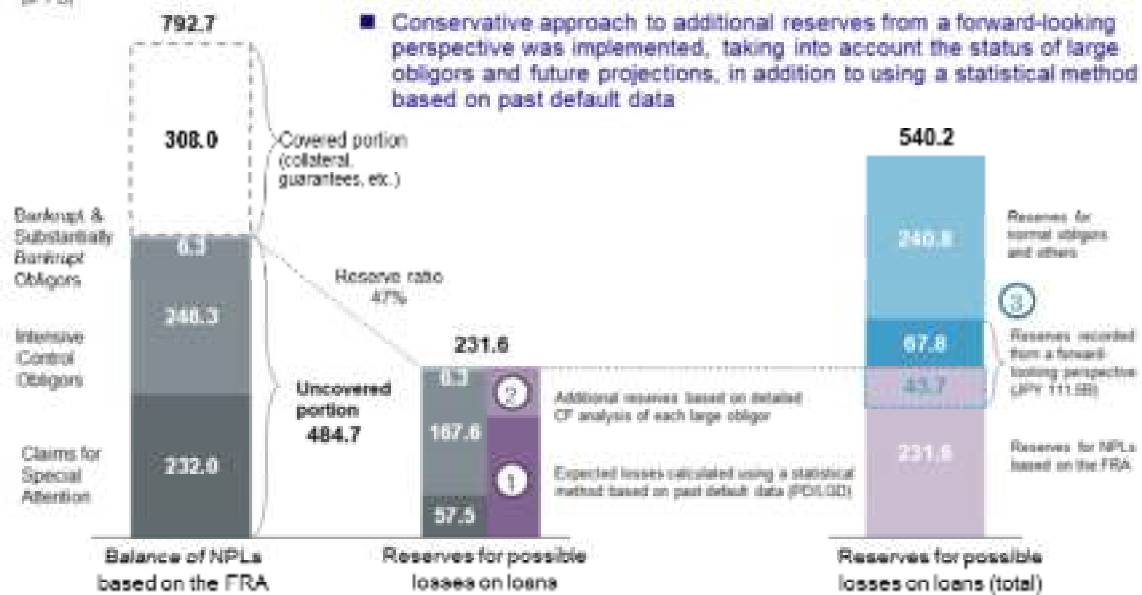 792.7
■ Conservative approach to additional reserves from a forward-looking
perspective was implemented, taking into account the status of large
obligors and future projections, in addition to using a statistical method
based on past default data
308.0
Covered portion
(collateral,
guarantees, etc.)
540.2
Bankrupt &
Substantially
Bankrupt
Obligors
246.3
Intensive
Control
Obligors
Reserve ratio
47%
Uncovered
portion
484.7
Claims for
Special
Attention
232.0
231.6
2
167.6
1
57.5
Additional reserves based on detailed
CF analysis of each large obligor
Expected losses calculated using a statistical
method based on past default data (PD/LGD)
240.8
Reserves for
normal obligors
and others
3
67.8
43.7
Reserves recorded
from a forward-
looking perspective
(JPY 111.5B)
231.6
Reserves for NPLs
based on the FRA
Balance of NPLs
based on the FRA
Reserves for possible
losses on loans
Reserves for possible
losses on loans (total)